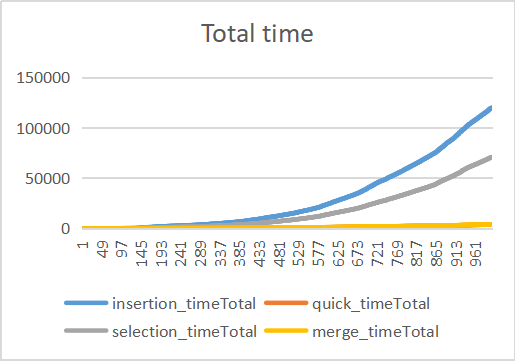 Total time
150000
100000
50000
0
1 49 97 145 193 241 289 337 385 433 481 529 577 625 673 721 769 817 865 913 961
insertion_timeTotal quick_timeTotal
selection_timeTotal merge_timeTotal